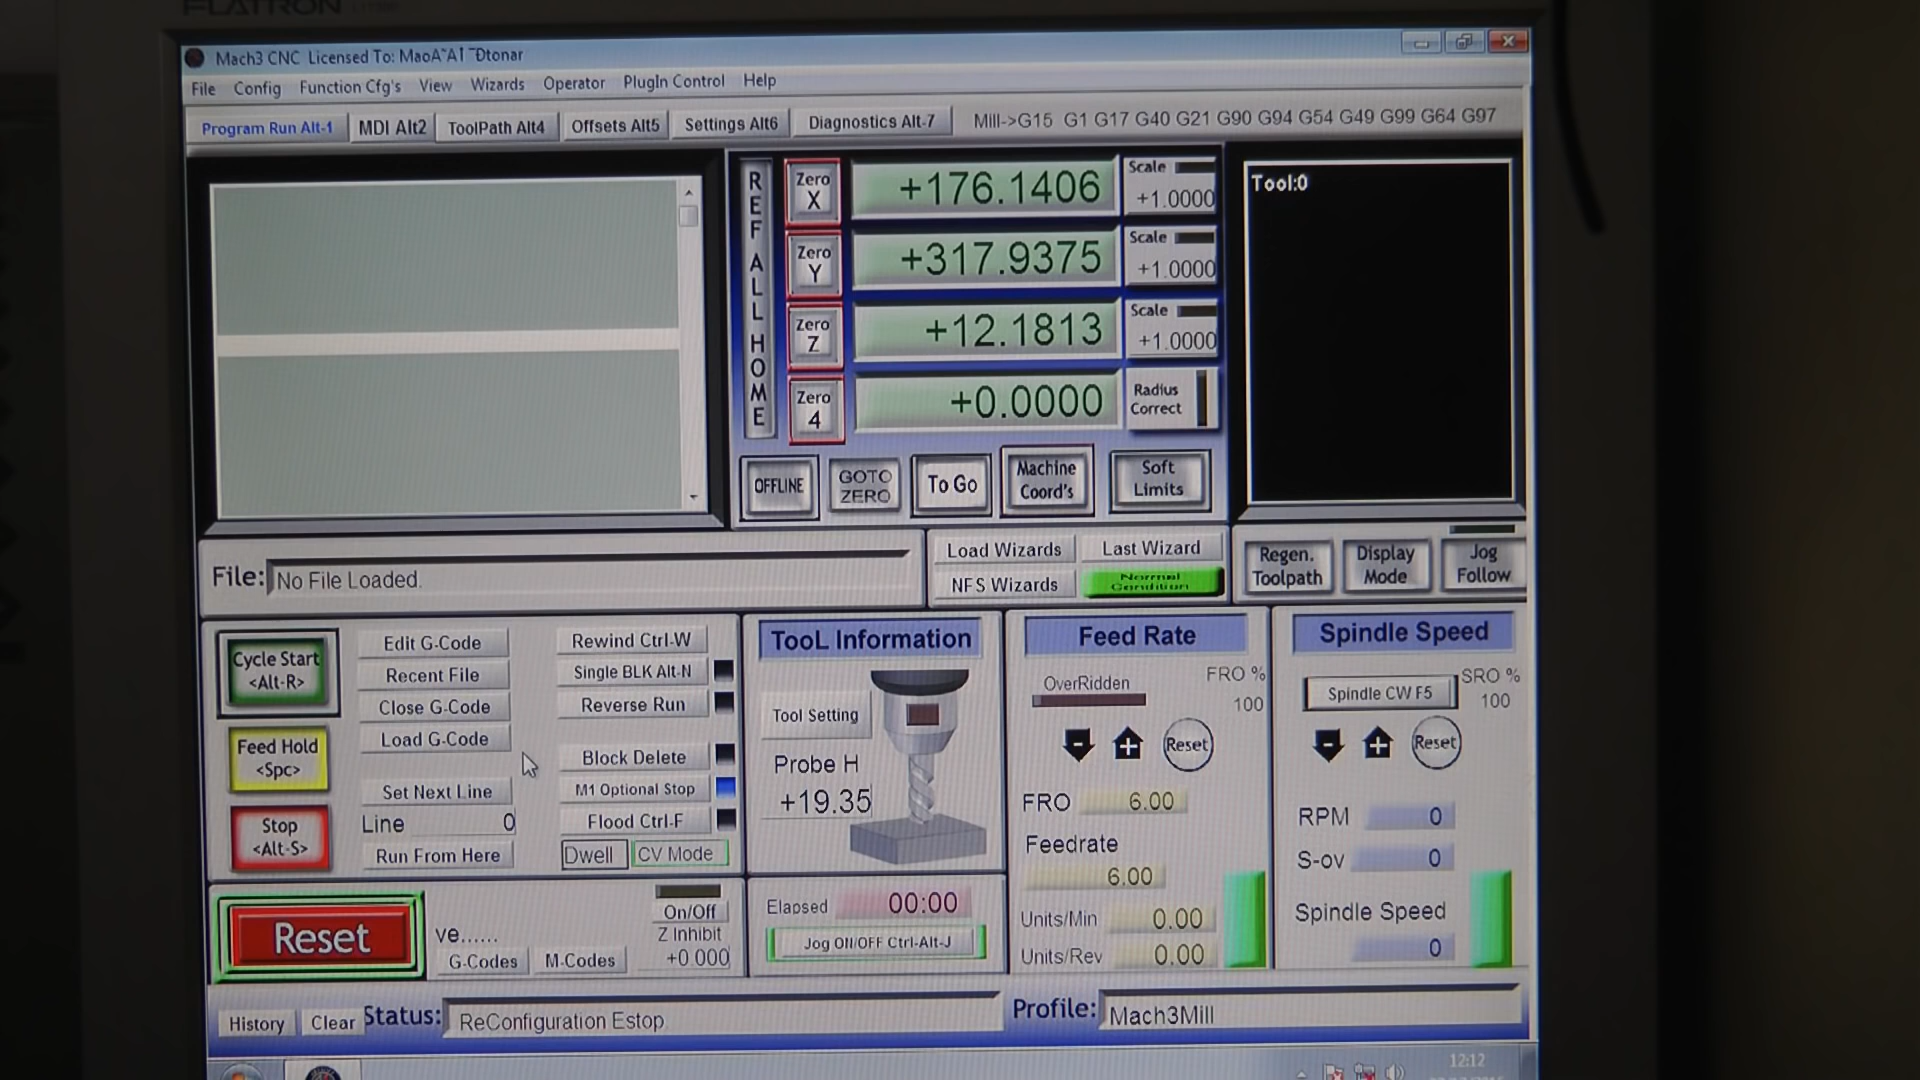 FLATRON
Mach3 CNC Licensed To: MaoA~A1 ~Ðtonar
File Config Function Cfg's View Wizards Operator PlugIn Control Help
Program Run Alt-1 MDI Alt2 ToolPath Alt4 Offsets Alt5 Settings Alt6 Diagnostics Alt-7 Mill->G15 G1 G17 G40 G21 G90 G94 G54 G49 G99 G64 G97
REF ALL HOME
Zero X +176.1406 Scale +1.0000
Zero Y +317.9375 Scale +1.0000
Zero Z +12.1813 Scale +1.0000
Zero 4 +0.0000 Radius Correct
Tool:0
OFFLINE GOTO ZERO To Go Machine Coord's Soft Limits
File: No File Loaded.
Load Wizards Last Wizard
NFS Wizards Normal Condition
Regen. Toolpath Display Mode Jog Follow
Cycle Start <Alt-R>
Feed Hold <Spc>
Stop <Alt-S>
Edit G-Code
Recent File
Close G-Code
Load G-Code
Set Next Line
Line 0
Run From Here
Rewind Ctrl-W
Single BLK Alt-N
Reverse Run
Block Delete
M1 Optional Stop
Flood Ctrl-F
Dwell CV Mode
TooL Information
Tool Setting
Probe H
+19.35
Feed Rate
OverRidden FRO %
100
Reset
FRO 6.00
Feedrate
6.00
Units/Min 0.00
Units/Rev 0.00
Spindle Speed
Spindle CW F5 SRO %
100
Reset
RPM 0
S-ov 0
Spindle Speed
0
Reset
ve......
G-Codes M-Codes
On/Off
Z Inhibit
+0.000
Elapsed 00:00
Jog ON/OFF Ctrl-Alt-J
History Clear Status: ReConfiguration Estop
Profile: Mach3Mill
12:12